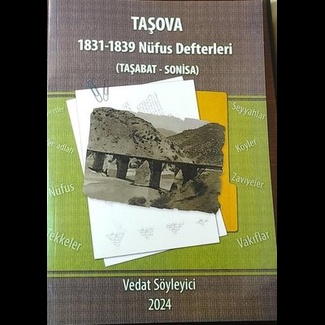 TAŞOVA
1831-1839 Nüfus Defterleri
(TAŞABAT - SONİSA)
Seyyahlar
Köyler
Nüfus
Zaviyeler
Tekkeler
Vakıflar
Vedat Söyleyici
2024